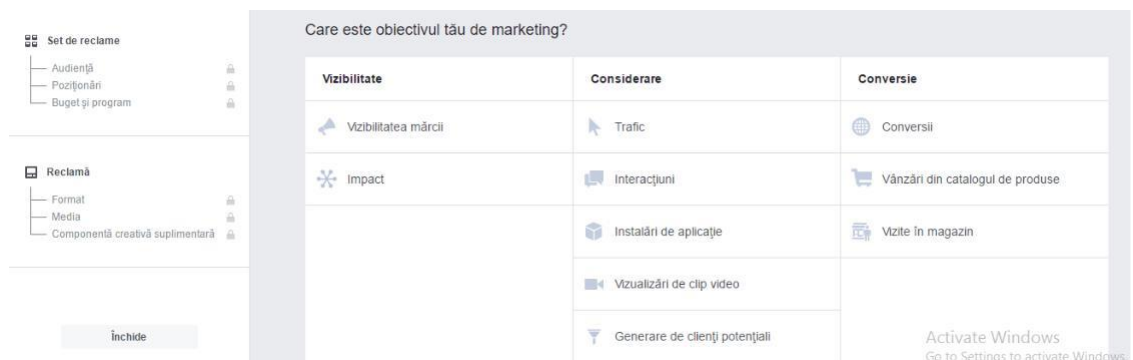 Set de reclame
Audiență
Poziționări
Buget și program
Reclamă
Format
Media
Componentă creativă suplimentară
Închide
Care este obiectivul tău de marketing?
Vizibilitate
Considerare
Conversie
Vizibilitatea mărcii
Trafic
Conversii
Impact
Interacțiuni
Vânzări din catalogul de produse
Instalări de aplicație
Vizite în magazin
Vizualizări de clip video
Generare de clienți potențiali
Activate Windows
Go to Settings to activate Windows.